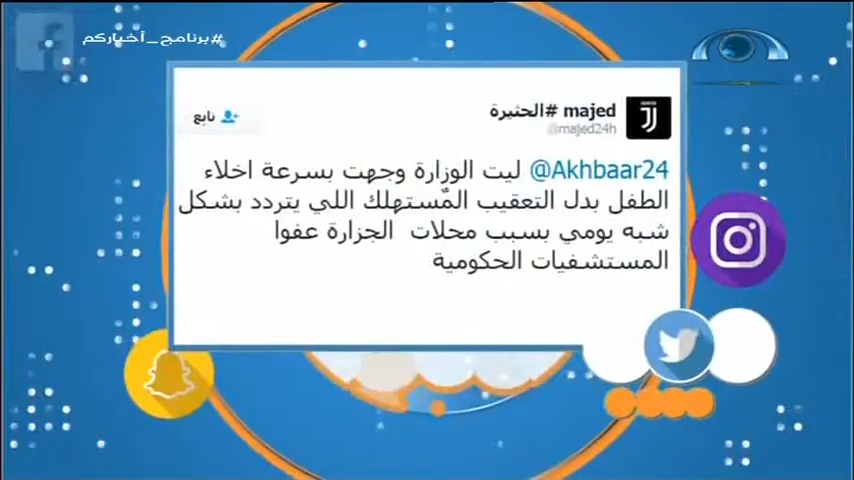 #برنامج_أخباركم
majed #الحثيرة
@majed24h
تابع
@Akhbaar24 ليت الوزارة وجهت بسرعة اخلاء
الطفل بدل التعقيب المُستهلك اللي يتردد بشكل
شبه يومي بسبب محلات الجزارة عفوا
المستشفيات الحكومية